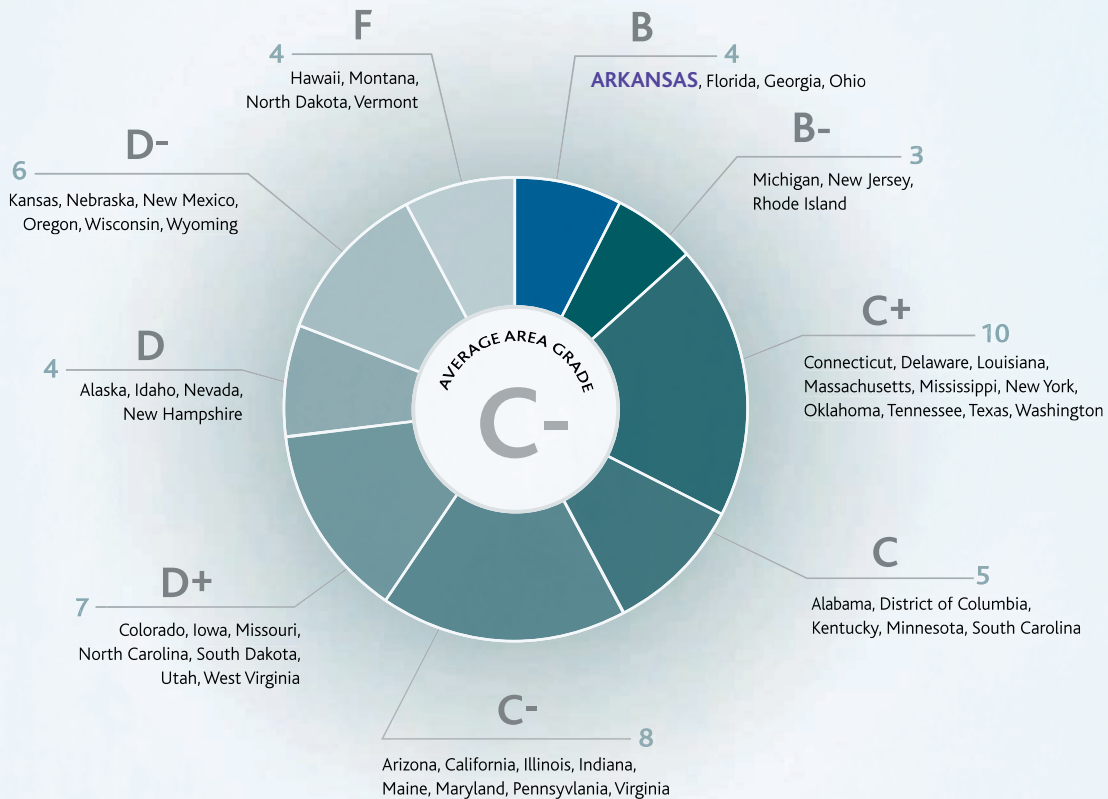 F
4
Hawaii, Montana,
North Dakota, Vermont
B
4
ARKANSAS, Florida, Georgia, Ohio
B-
3
Michigan, New Jersey,
Rhode Island
C+
10
Connecticut, Delaware, Louisiana,
Massachusetts, Mississippi, New York,
Oklahoma, Tennessee, Texas, Washington
C
5
Alabama, District of Columbia,
Kentucky, Minnesota, South Carolina
C-
8
Arizona, California, Illinois, Indiana,
Maine, Maryland, Pennsyvlania, Virginia
D+
7
Colorado, Iowa, Missouri,
North Carolina, South Dakota,
Utah, West Virginia
D
4
Alaska, Idaho, Nevada,
New Hampshire
D-
6
Kansas, Nebraska, New Mexico,
Oregon, Wisconsin, Wyoming
AVERAGE AREA GRADE
C-